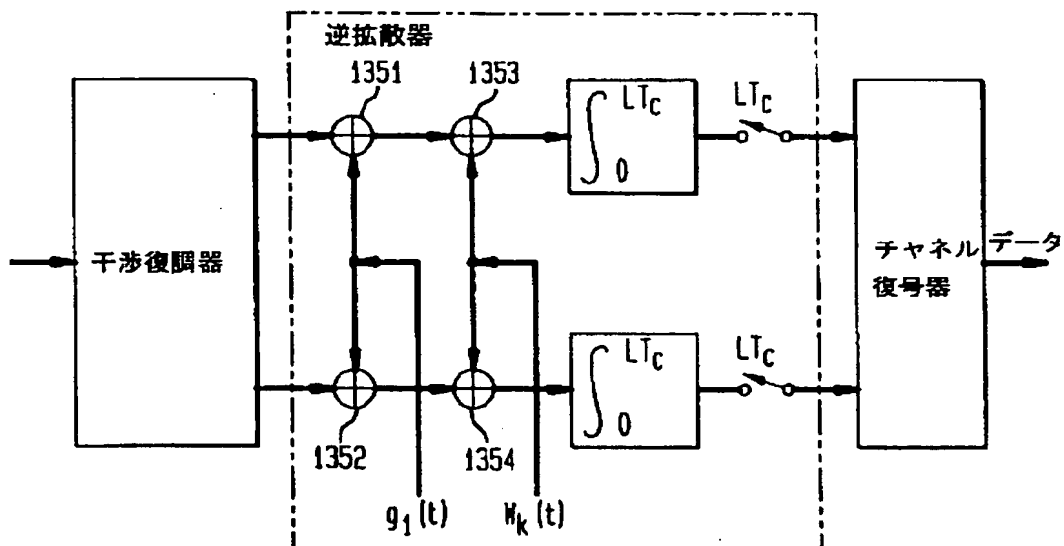 逆拡散器
1351
1353
LTC
0
LTC
干渉復調器
チャネル
復号器
データ
LTC
0
LTC
1352
1354
g1(t)
Wk(t)